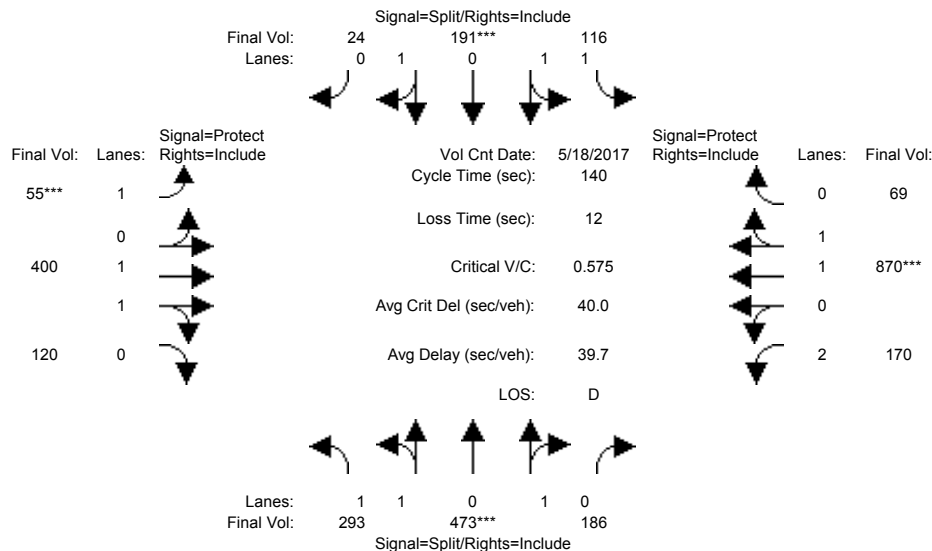 Signal=Split/Rights=Include
Final Vol: 24 191*** 116
Lanes: 0 1 0 1 1
Signal=Protect Signal=Protect
Final Vol: Lanes: Rights=Include Vol Cnt Date: 5/18/2017 Rights=Include Lanes: Final Vol:
Cycle Time (sec): 140
55*** 1 0 69
Loss Time (sec): 12
0 1
400 1 Critical V/C: 0.575 1 870***
1 Avg Crit Del (sec/veh): 40.0 0
120 0 Avg Delay (sec/veh): 39.7 2 170
LOS: D
Lanes: 1 1 0 1 0
Final Vol: 293 473*** 186
Signal=Split/Rights=Include